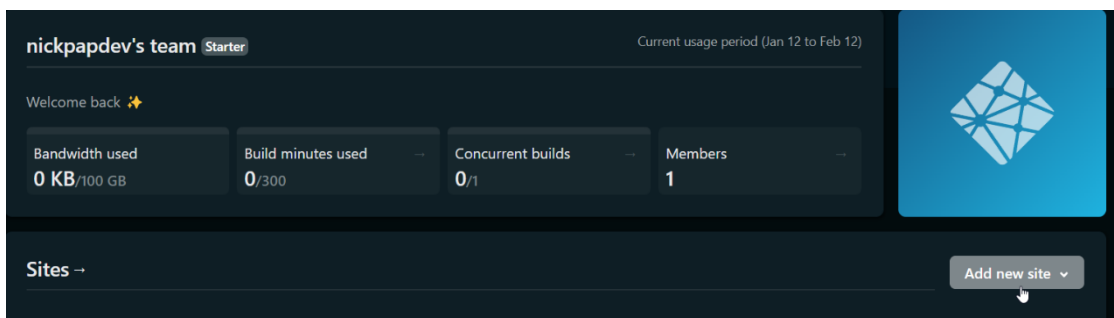 nickpapdev's team Starter
Current usage period (Jan 12 to Feb 12)
Welcome back ✨
Bandwidth used
0 KB/100 GB
Build minutes used →
0/300
Concurrent builds →
0/1
Members →
1
Sites →
Add new site